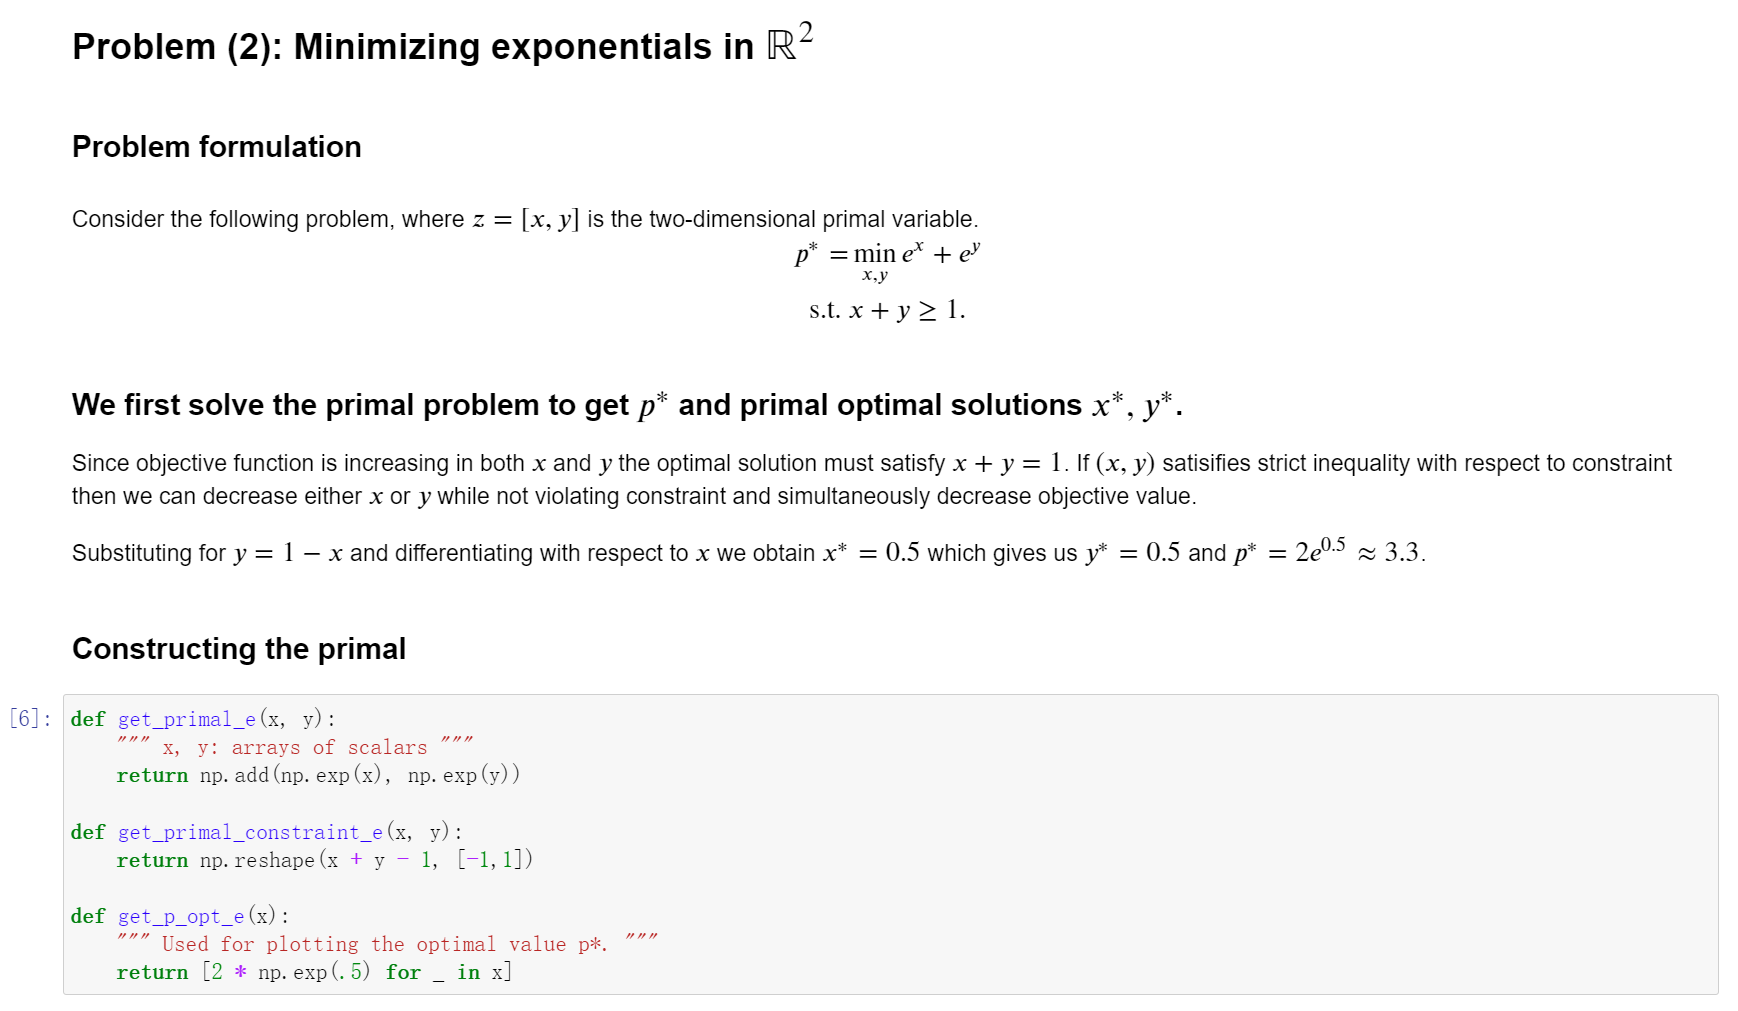 Problem (2): Minimizing exponentials in ℝ²
Problem formulation
Consider the following problem, where z = [x, y] is the two-dimensional primal variable.
p* = min e^x + e^y
x,y
s.t. x + y ≥ 1.
We first solve the primal problem to get p* and primal optimal solutions x*, y*.
Since objective function is increasing in both x and y the optimal solution must satisfy x + y = 1. If (x, y) satisifies strict inequality with respect to constraint
then we can decrease either x or y while not violating constraint and simultaneously decrease objective value.
Substituting for y = 1 − x and differentiating with respect to x we obtain x* = 0.5 which gives us y* = 0.5 and p* = 2e^0.5 ≈ 3.3.
Constructing the primal
[6]: def get_primal_e(x, y):
    """ x, y: arrays of scalars """
    return np.add(np.exp(x), np.exp(y))
def get_primal_constraint_e(x, y):
    return np.reshape(x + y - 1, [-1,1])
def get_p_opt_e(x):
    """ Used for plotting the optimal value p*. """
    return [2 * np.exp(.5) for _ in x]